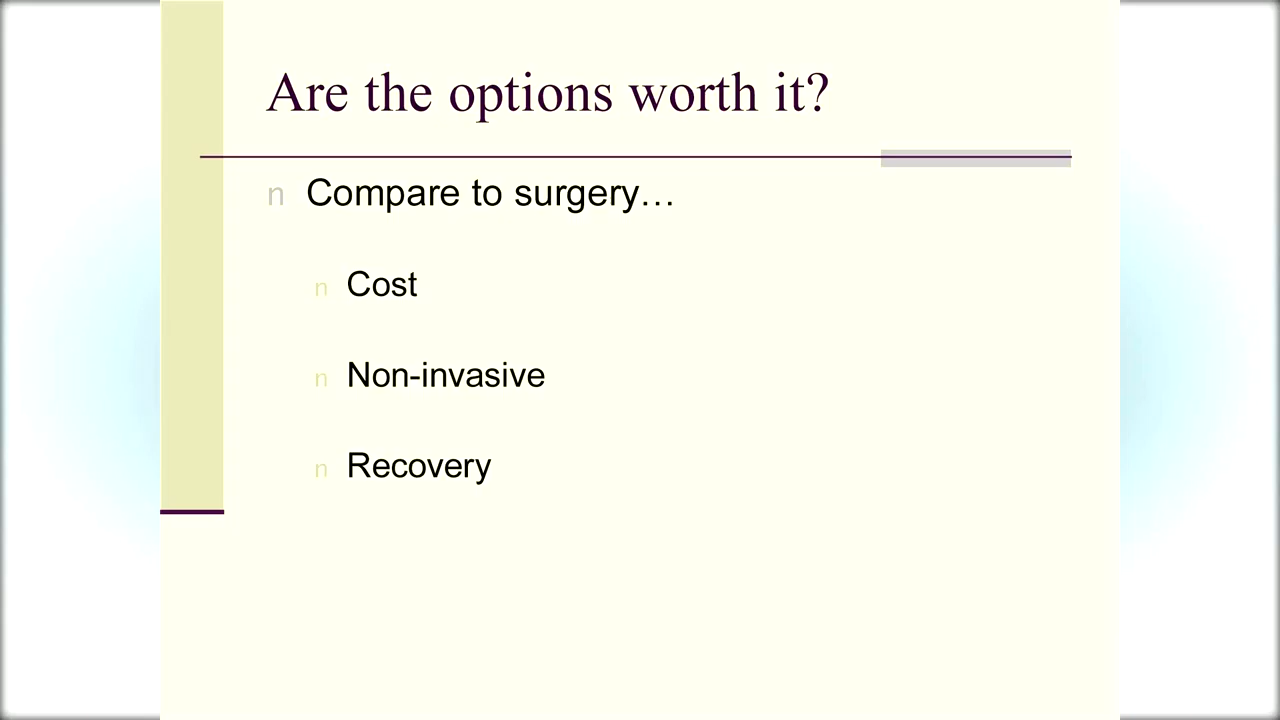 Are the options worth it?
n Compare to surgery…
n Cost
n Non-invasive
n Recovery